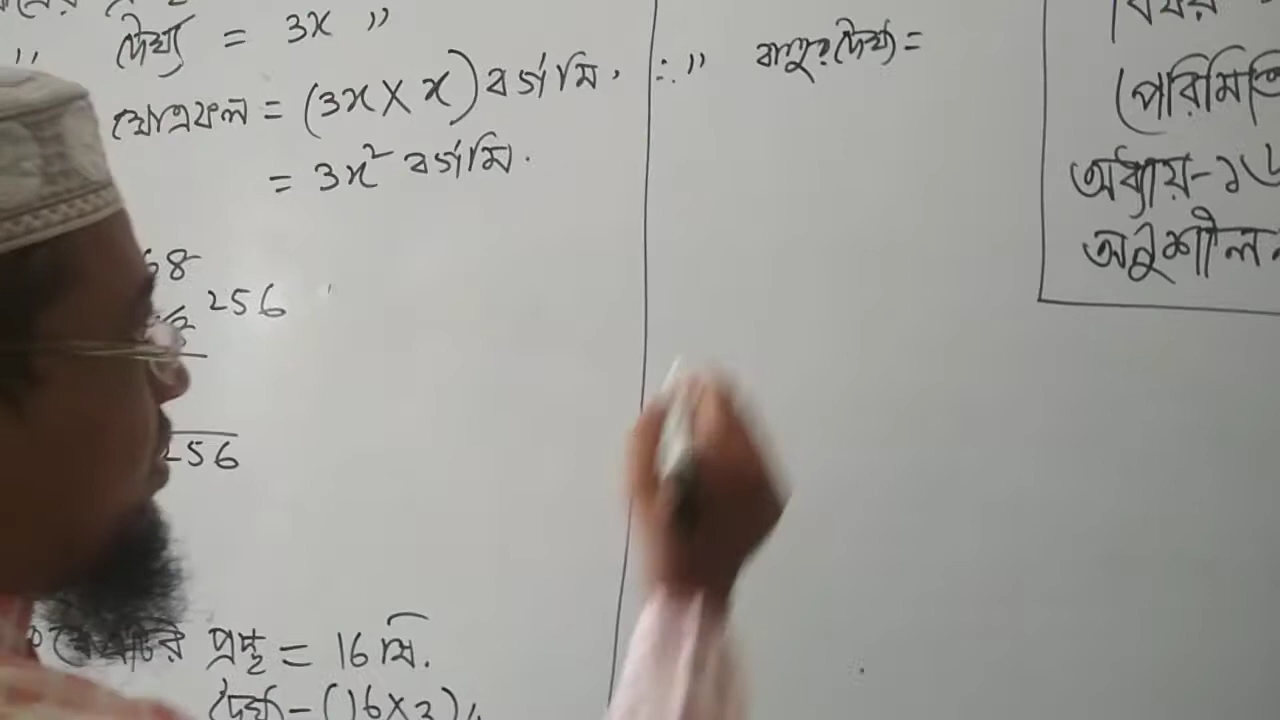 দৈর্ঘ্য = 3x ”
ক্ষেত্রফল = (3x × x) বর্গমি.
= 3x² বর্গমি.
68
256
256
প্রস্থ = 16 মি.
দৈর্ঘ্য = (16×3)
∴ ” বাহুর দৈর্ঘ্য =
বিষয়
পরিমিতি
অধ্যায়-১৬
অনুশীলন